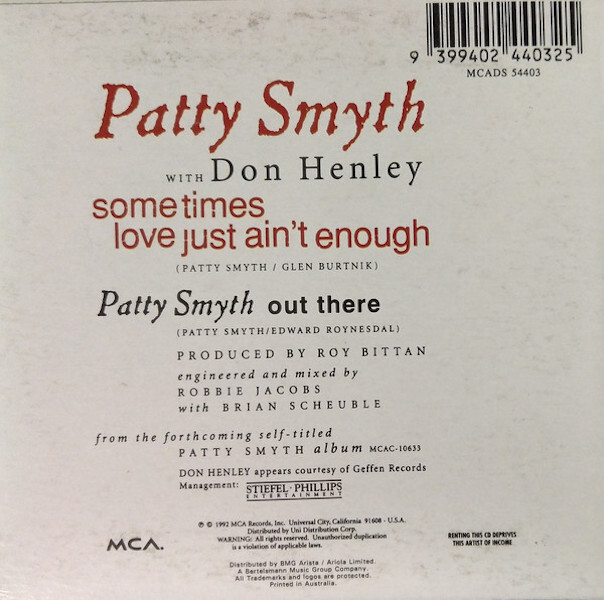 9 399402 440325
MCADS 54403
Patty Smyth
WITH Don Henley
sometimes
love just ain't enough
(PATTY SMYTH / GLEN BURTNIK)
Patty Smyth out there
(PATTY SMYTH/EDWARD ROYNESDAL)
PRODUCED BY ROY BITTAN
engineered and mixed by
ROBBIE JACOBS
with BRIAN SCHEUBLE
from the forthcoming self-titled
PATTY SMYTH album MCAC-10633
DON HENLEY appears courtesy of Geffen Records
Management: STIEFEL·PHILLIPS
ENTERTAINMENT
℗ © 1992 MCA Records, Inc. Universal City, California 91608 - U.S.A.
Distributed by Uni Distribution Corp.
WARNING: All rights reserved. Unauthorized duplication
is a violation of applicable laws.
MCA.
RENTING THIS CD DEPRIVES
THIS ARTIST OF INCOME
Distributed by BMG Arista / Ariola Limited.
A Bertelsmann Music Group Company.
All Trademarks and logos are protected.
Printed in Australia.